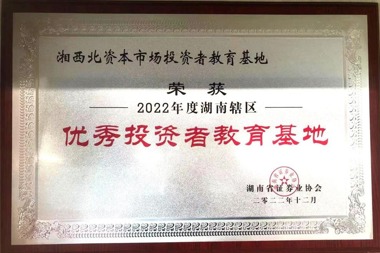 湘西北资本市场投资者教育基地
荣获
2022年度湖南辖区
优秀投资者教育基地
湖南省证券业协会
二〇二二年十二月